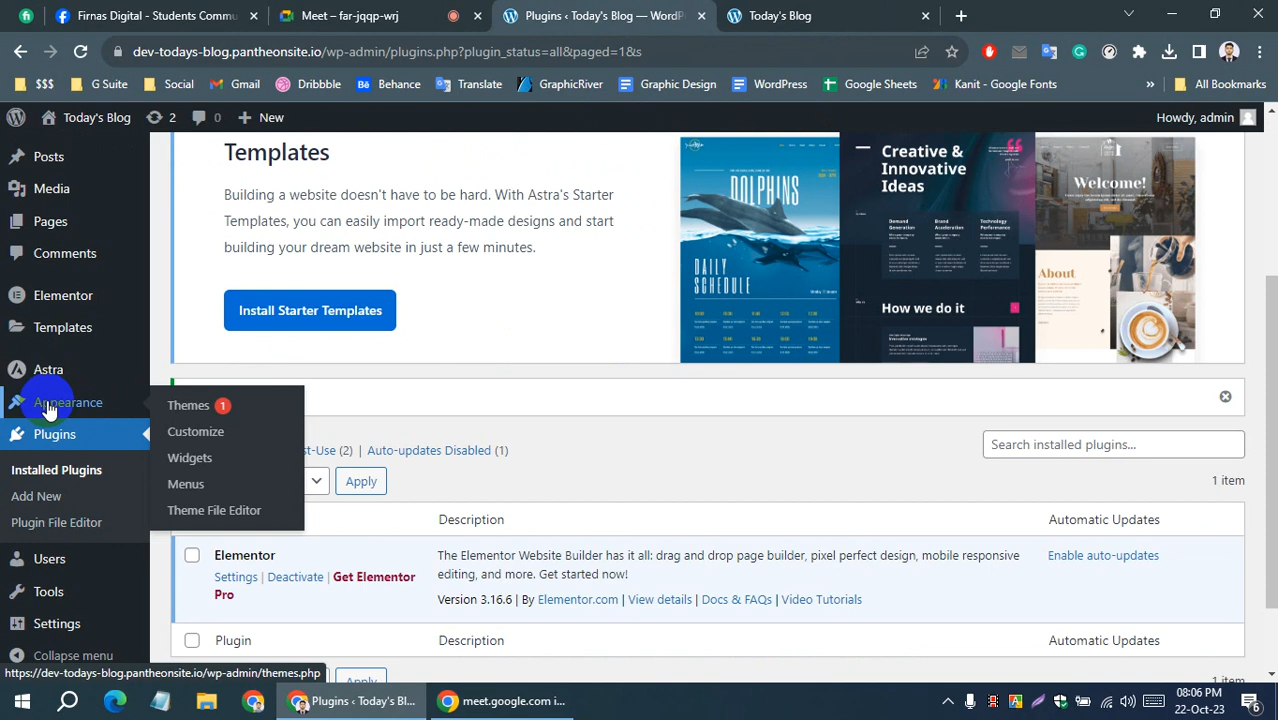 Firnas Digital - Students Commu
Meet – far-jqqp-wrj
Plugins ‹ Today's Blog — WordP
Today's Blog
dev-todays-blog.pantheonsite.io/wp-admin/plugins.php?plugin_status=all&paged=1&s
$$$
G Suite
Social
Gmail
Dribbble
Behance
Translate
GraphicRiver
Graphic Design
WordPress
Google Sheets
Kanit - Google Fonts
»
All Bookmarks
Today's Blog
2
0
New
Howdy, admin
Posts
Media
Pages
Comments
Elementor
Templates
Astra
Appearance
Plugins
Installed Plugins
Add New
Plugin File Editor
Users
Tools
Settings
Collapse menu
Themes 1
Customize
Widgets
Menus
Theme File Editor
Templates
Building a website doesn't have to be hard. With Astra's Starter
Templates, you can easily import ready-made designs and start
your dream website in just a few minutes.
Install Starter Templates
DOLPHINS
DAILY
SCHEDULE
Creative &
Innovative
Ideas
Demand
Generation
Brand
Acceleration
Technology
Performance
How we do it
Welcome!
About
st-Use (2) | Auto-updates Disabled (1)
Search installed plugins...
Apply
1 item
Description
Automatic Updates
Elementor
Settings | Deactivate | Get Elementor
Pro
The Elementor Website Builder has it all: drag and drop page builder, pixel perfect design, mobile responsive
editing, and more. Get started now!
Version 3.16.6 | By Elementor.com | View details | Docs & FAQs | Video Tutorials
Enable auto-updates
Plugin
Description
Automatic Updates
Apply
1 item
https://dev-todays-blog.pantheonsite.io/wp-admin/themes.php
Plugins ‹ Today's Bl...
meet.google.com i...
08:06 PM
22-Oct-23
6